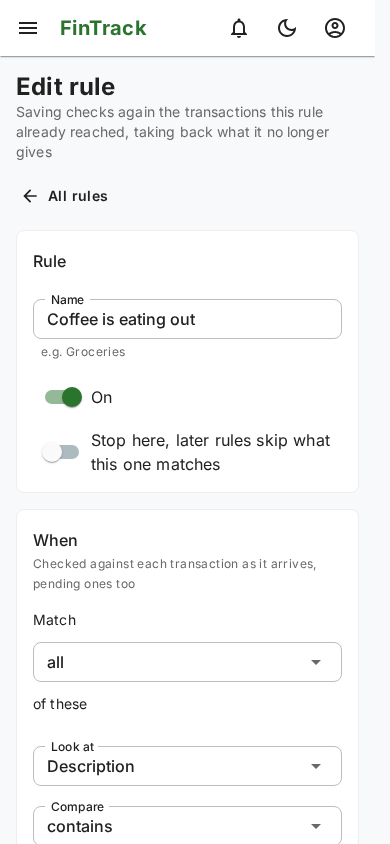 FinTrack
Edit rule
Saving checks again the transactions this rule
already reached, taking back what it no longer
gives
All rules
Rule
Name
Coffee is eating out
e.g. Groceries
On
Stop here, later rules skip what
this one matches
When
Checked against each transaction as it arrives,
pending ones too
Match
all
of these
Look at
Description
Compare
contains